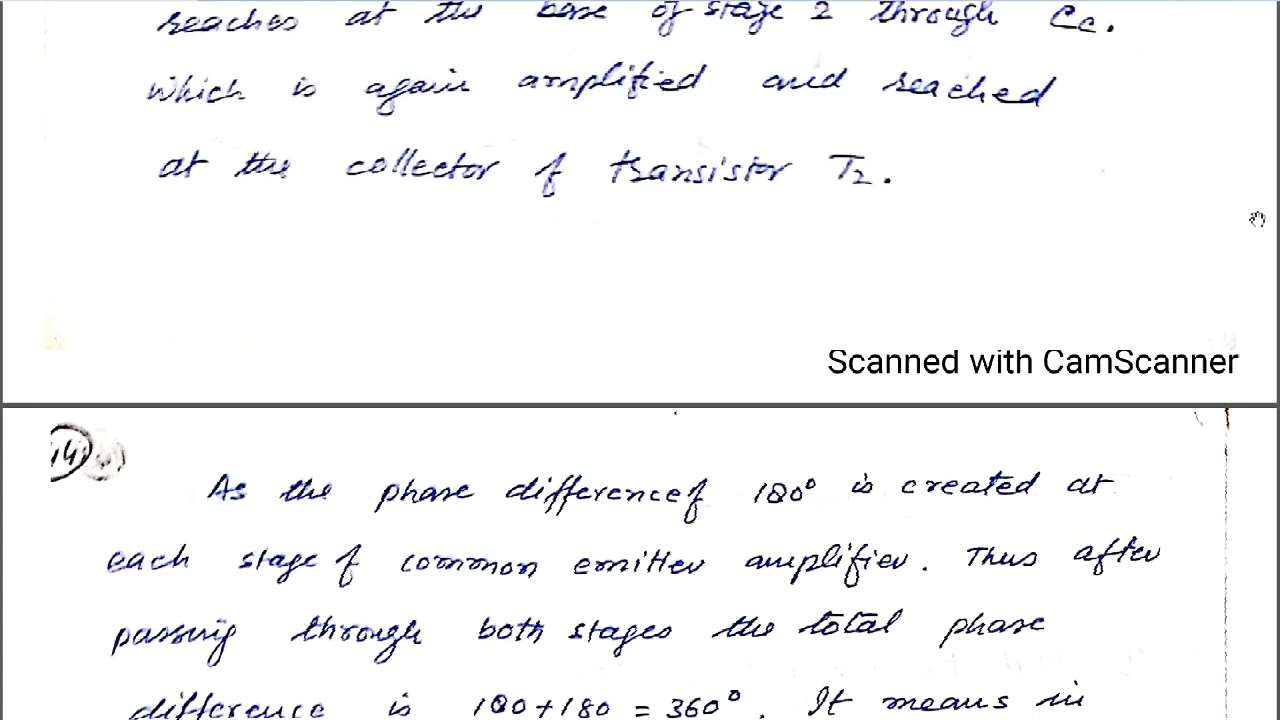 reaches at the base of stage 2 through Cc.
which is again amplified and reached
at the collector of transistor T2.
Scanned with CamScanner
14
As the phase difference of 180° is created at
each stage of common emitter amplifier. Thus after
passing through both stages the total phase
difference is 180+180 = 360°. It means in